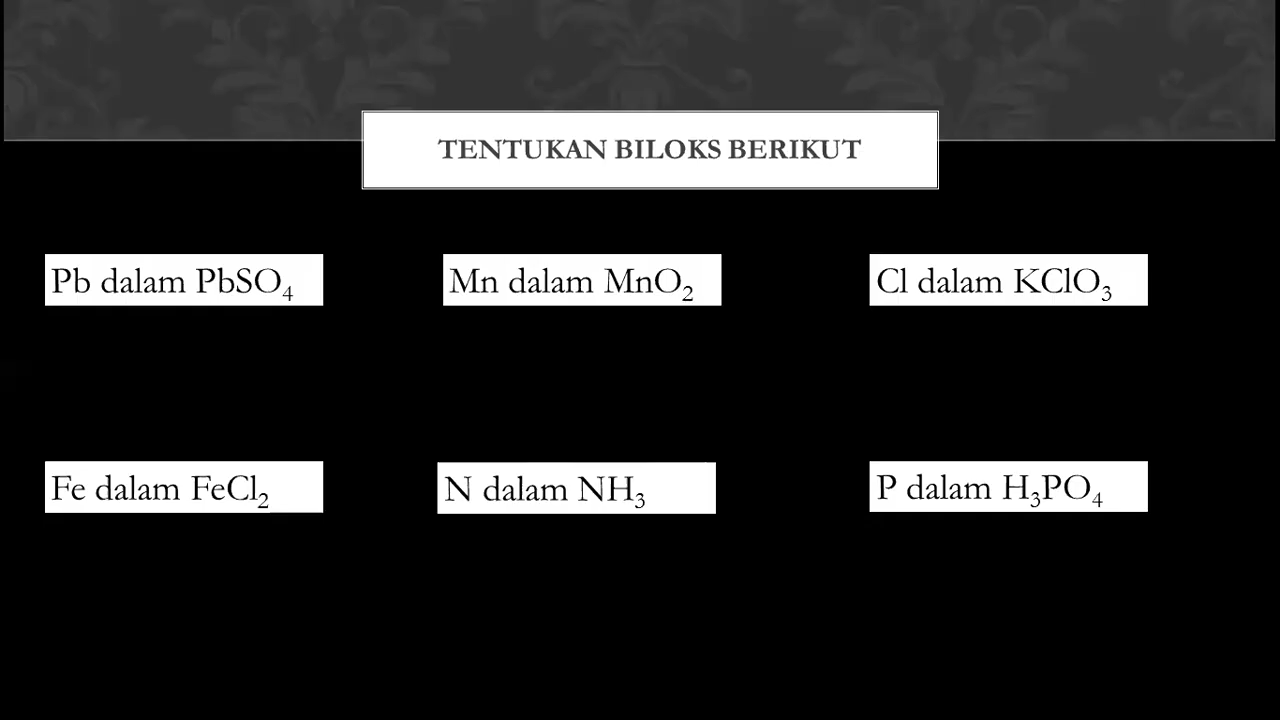 TENTUKAN BILOKS BERIKUT
Pb dalam PbSO₄
Mn dalam MnO₂
Cl dalam KClO₃
Fe dalam FeCl₂
N dalam NH₃
P dalam H₃PO₄